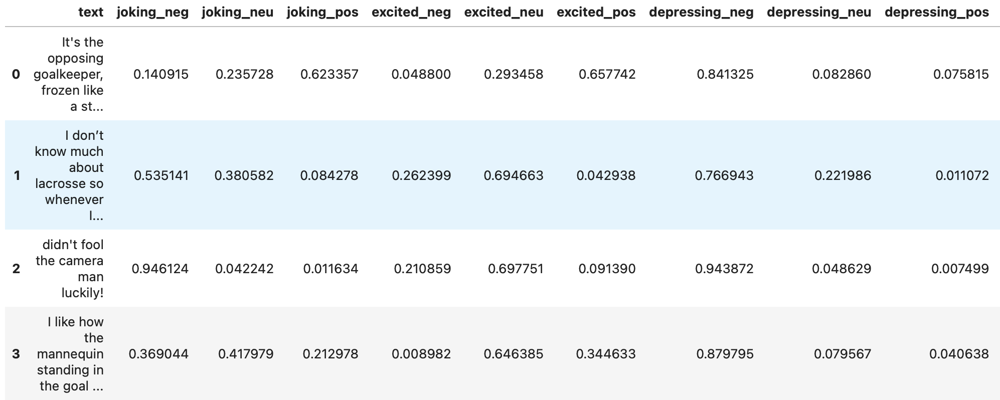 text joking_neg joking_neu joking_pos excited_neg excited_neu excited_pos depressing_neg depressing_neu depressing_pos
It's the
opposing
0 goalkeeper, 0.140915 0.235728 0.623357 0.048800 0.293458 0.657742 0.841325 0.082860 0.075815
frozen like
a st...
I don’t
know much
about
1 0.535141 0.380582 0.084278 0.262399 0.694663 0.042938 0.766943 0.221986 0.011072
lacrosse so
whenever
I...
didn't fool
the camera
2 0.946124 0.042242 0.011634 0.210859 0.697751 0.091390 0.943872 0.048629 0.007499
man
luckily!
I like how
the
3 mannequin 0.369044 0.417979 0.212978 0.008982 0.646385 0.344633 0.879795 0.079567 0.040638
standing in
the goal ...